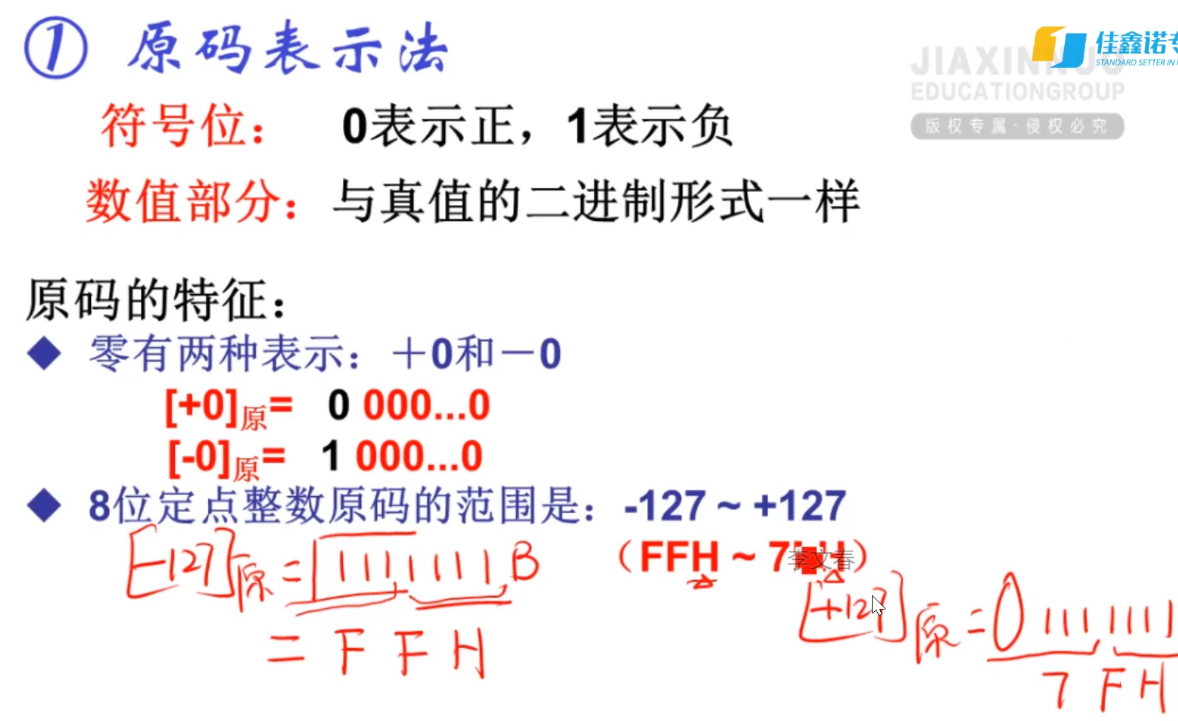 ① 原码表示法
佳鑫诺专
STANDARD SETTER IN
JIAXINNUO
EDUCATIONGROUP
版权专属·侵权必究
符号位： 0表示正，1表示负
数值部分：与真值的二进制形式一样
原码的特征：
◆ 零有两种表示：＋0和－0
[+0]原= 0 000...0
[-0]原= 1 000...0
◆ 8位定点整数原码的范围是：-127 ~ +127
（FFH ~ 7 H）
李文春
[-127]原 = 1111 1111 B
= F F H
[+127]原 = 0 111 1111
7 F H